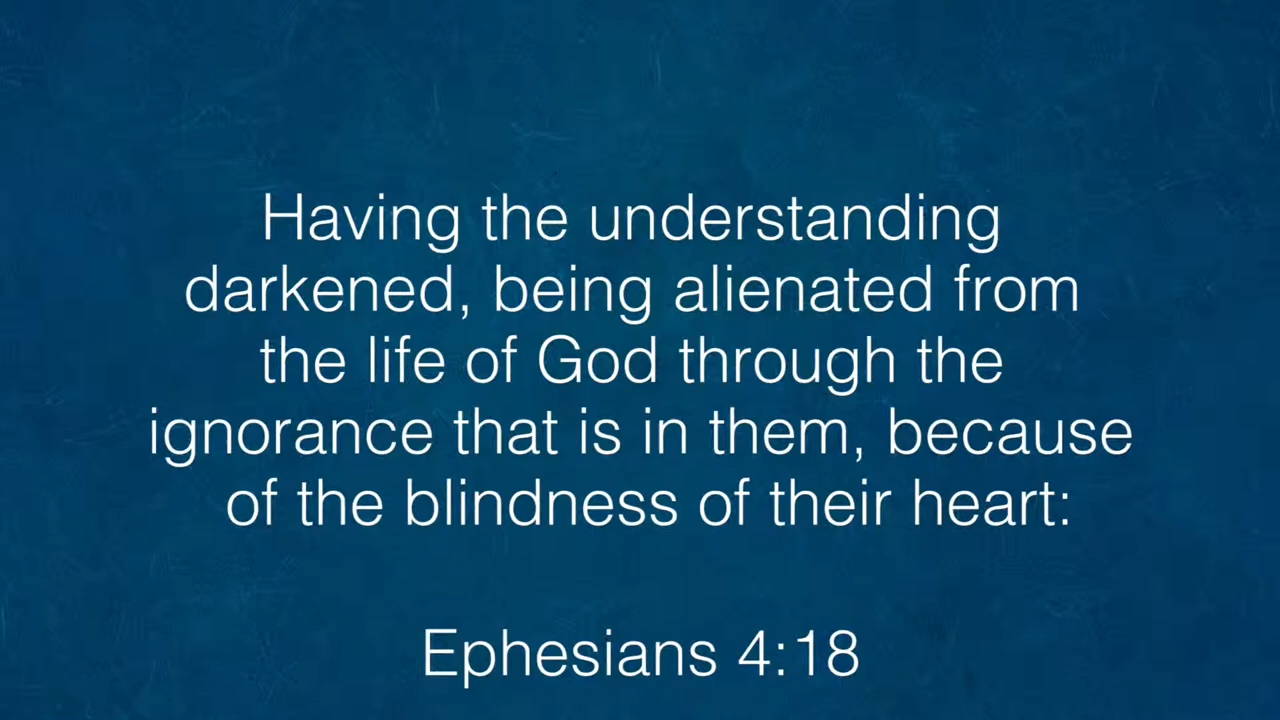 Having the understanding
darkened, being alienated from
the life of God through the
ignorance that is in them, because
of the blindness of their heart:
Ephesians 4:18